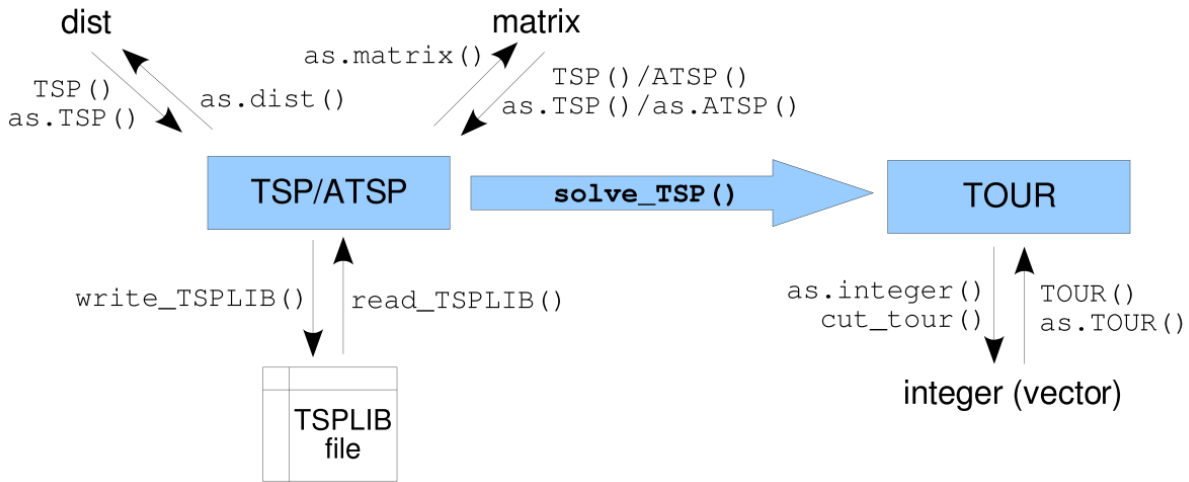 dist
matrix
as.matrix()
TSP()
as.TSP()
as.dist()
TSP()/ATSP()
as.TSP()/as.ATSP()
TSP/ATSP
solve_TSP()
TOUR
write_TSPLIB()
read_TSPLIB()
as.integer()
cut_tour()
TOUR()
as.TOUR()
TSPLIB
file
integer (vector)